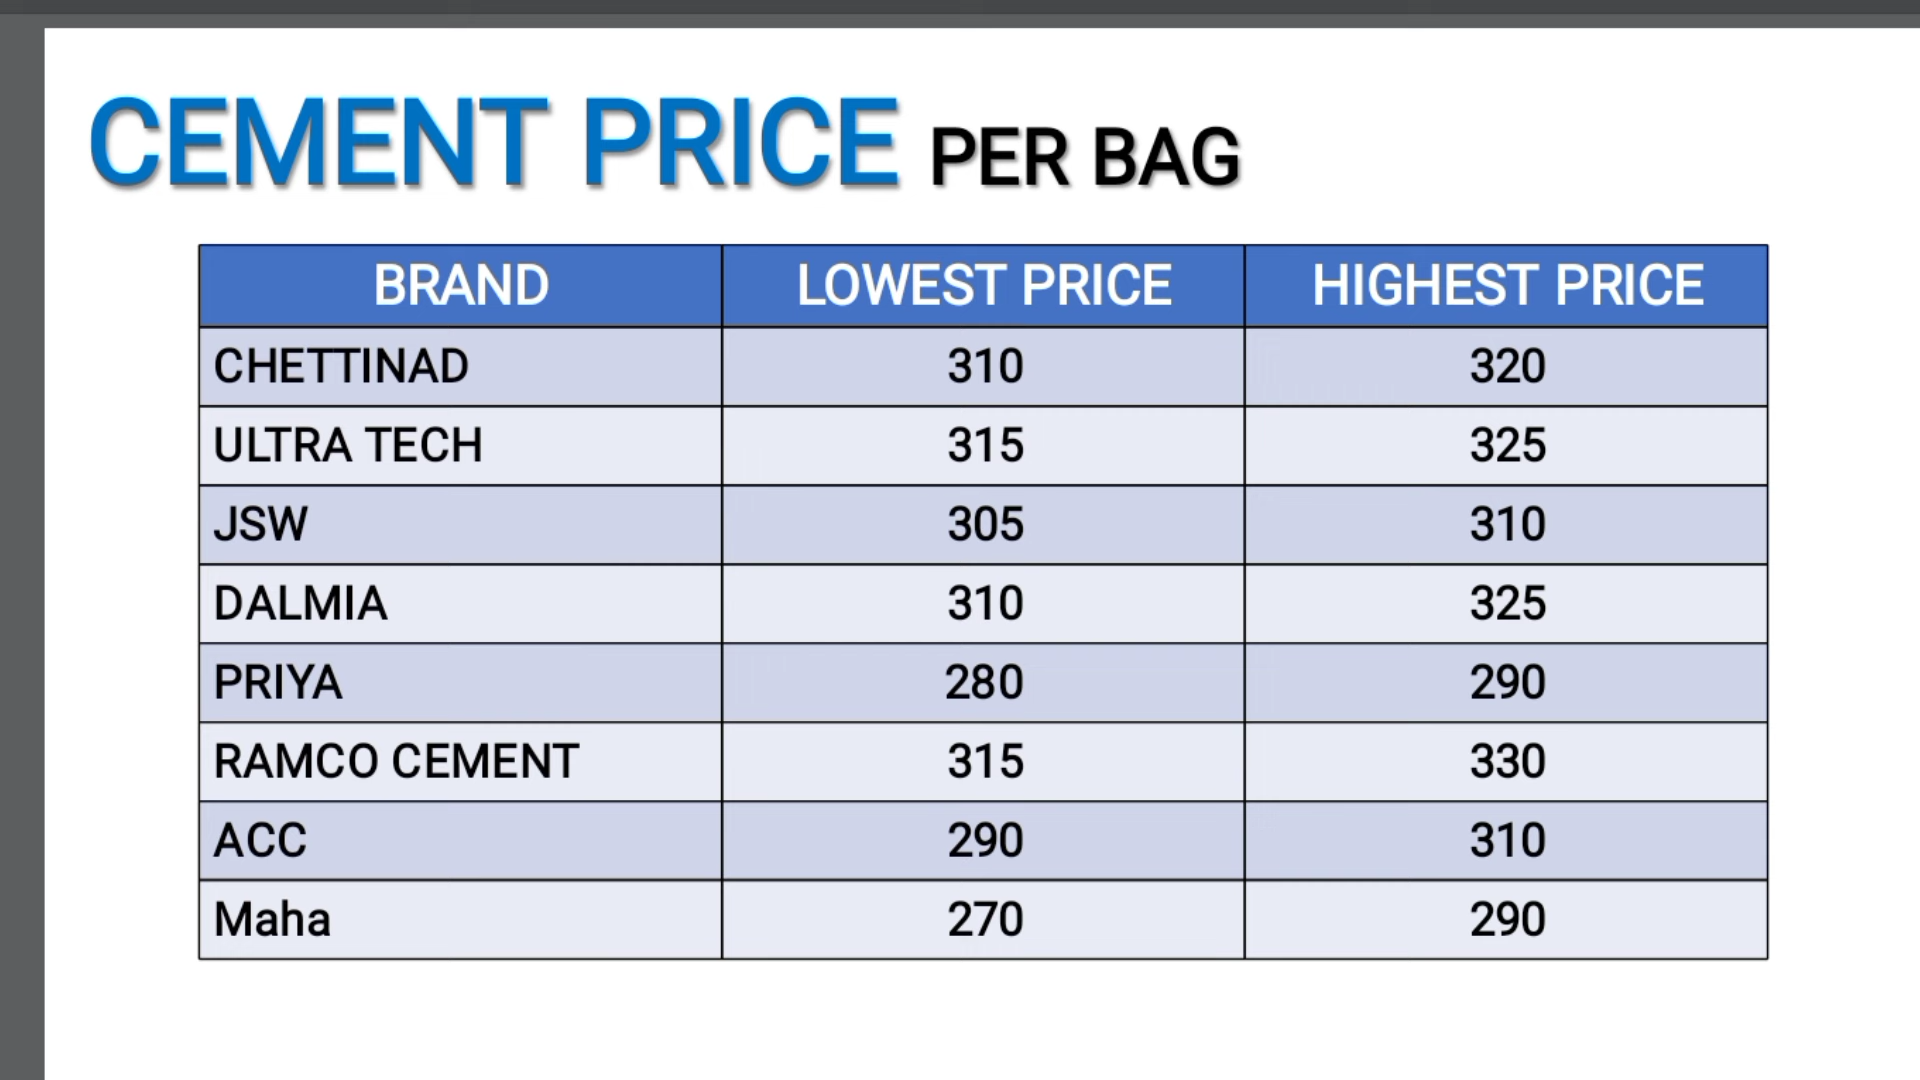 CEMENT PRICE PER BAG
BRAND LOWEST PRICE HIGHEST PRICE
CHETTINAD 310 320
ULTRA TECH 315 325
JSW 305 310
DALMIA 310 325
PRIYA 280 290
RAMCO CEMENT 315 330
ACC 290 310
Maha 270 290